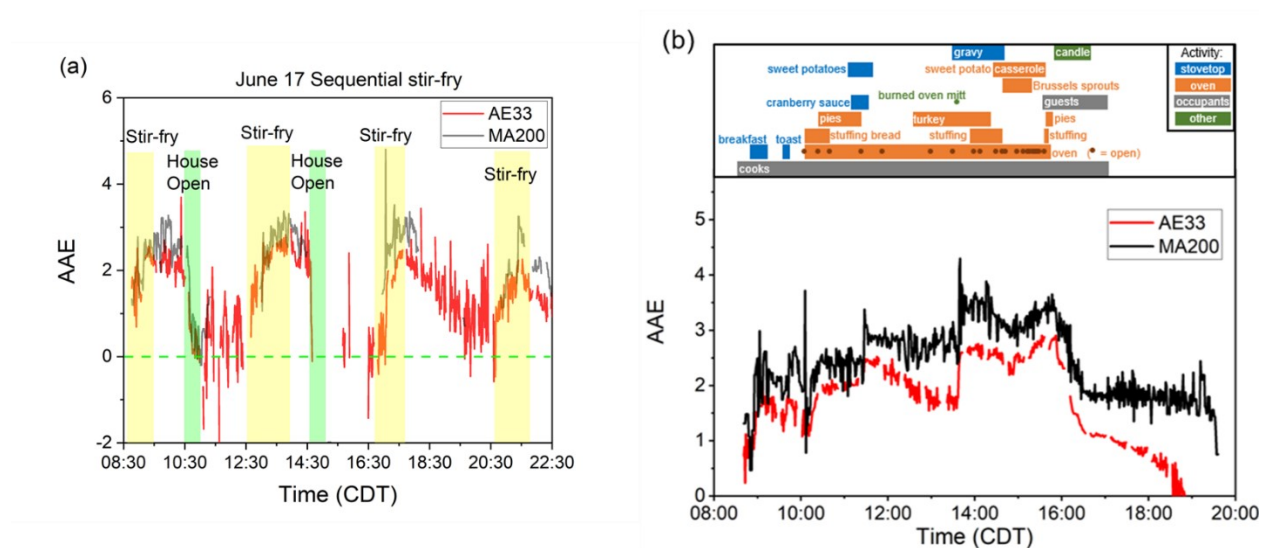 (a)
June 17 Sequential stir-fry
AE33
MA200
Stir-fry
House
Open
Stir-fry
House
Open
Stir-fry
Stir-fry
AAE
6
4
2
0
-2
08:30 10:30 12:30 14:30 16:30 18:30 20:30 22:30
Time (CDT)
(b)
gravy
candle
Activity:
stovetop
oven
occupants
other
sweet potatoes
sweet potato casserole
Brussels sprouts
cranberry sauce
burned oven mitt
guests
pies
turkey
pies
breakfast
toast
stuffing bread
stuffing
stuffing
oven (• = open)
cooks
AE33
MA200
AAE
5
4
3
2
1
0
08:00 10:00 12:00 14:00 16:00 18:00 20:00
Time (CDT)